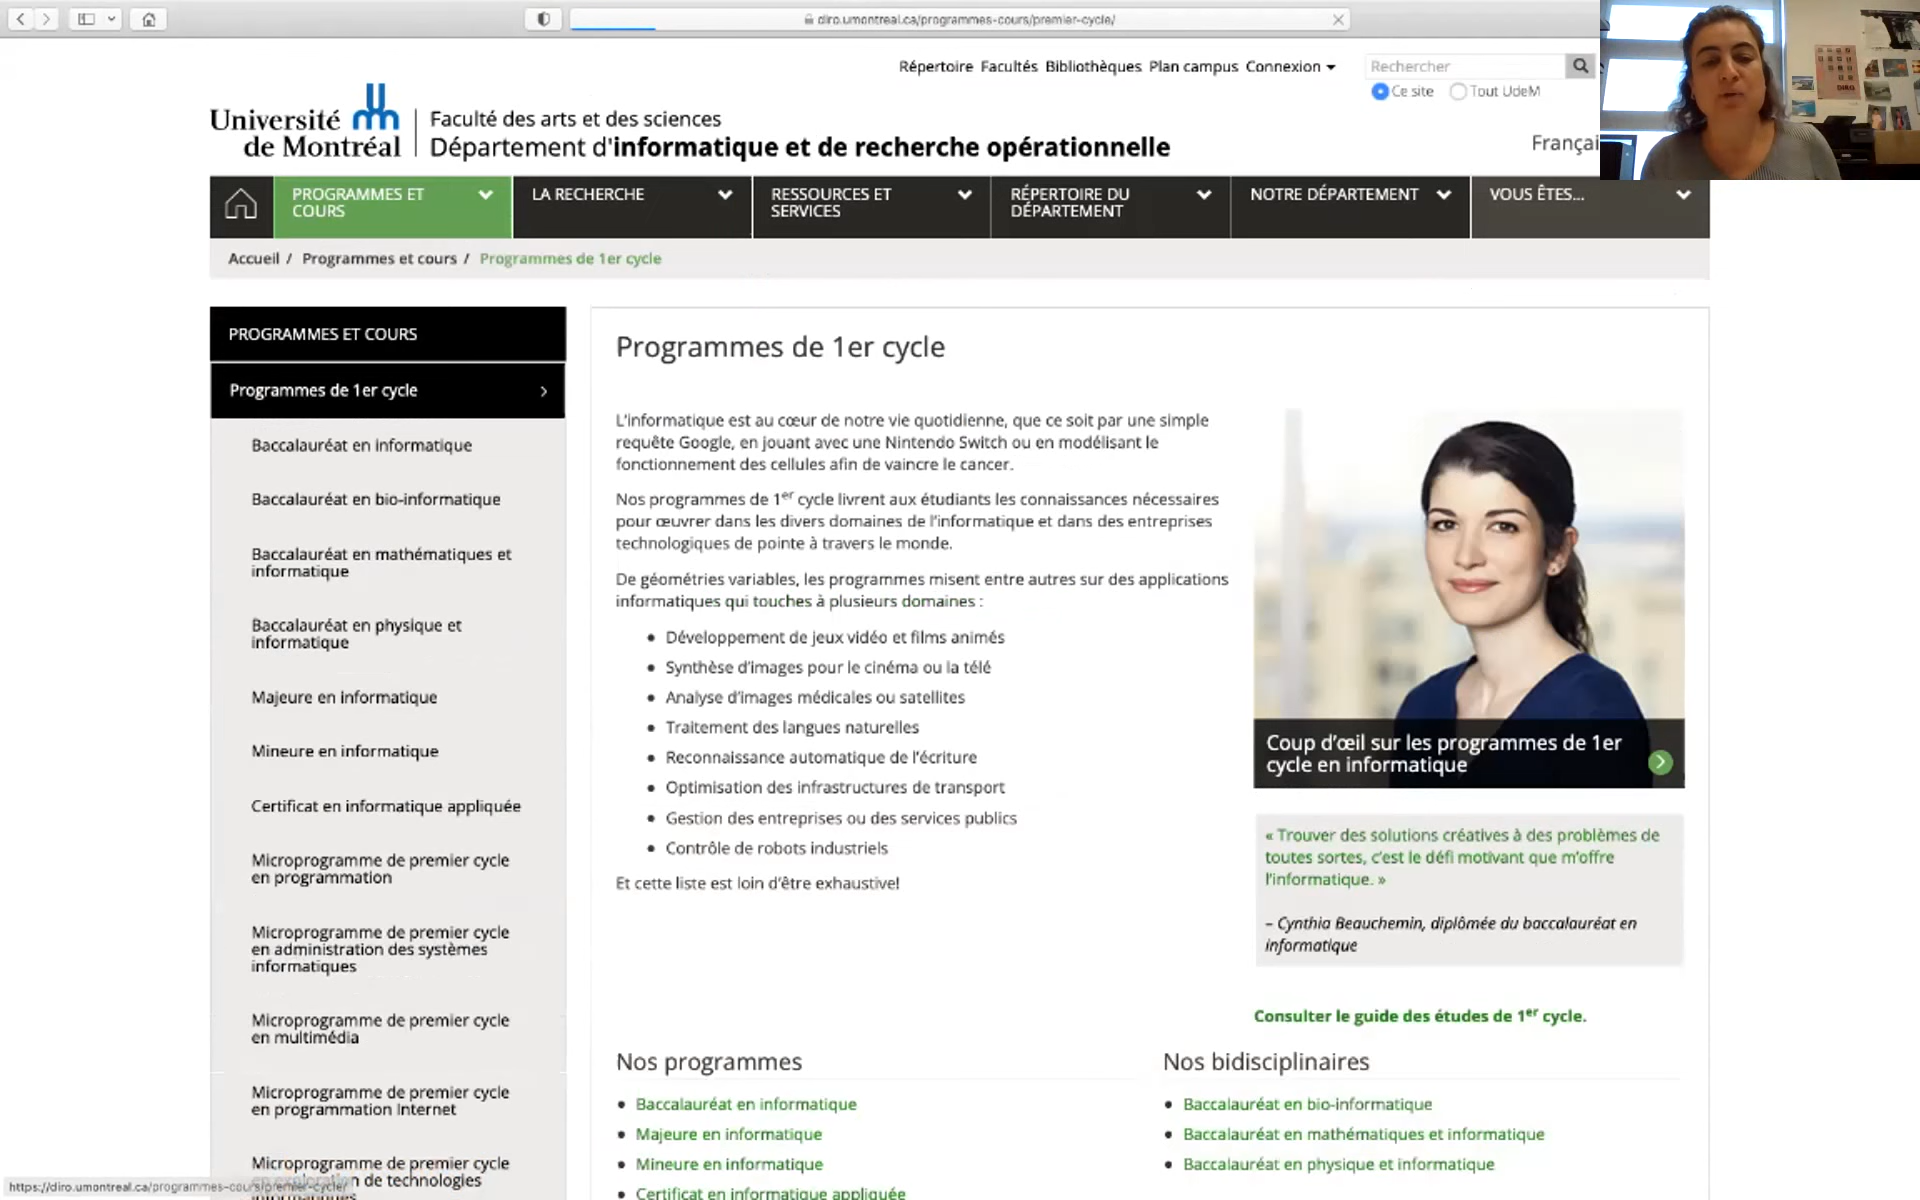 diro.umontreal.ca/programmes-cours/premier-cycle/
Répertoire Facultés Bibliothèques Plan campus Connexion
Rechercher
Ce site Tout UdeM
Université
de Montréal
Faculté des arts et des sciences
Département d'informatique et de recherche opérationnelle
Françai
PROGRAMMES ET
COURS
LA RECHERCHE
RESSOURCES ET
SERVICES
RÉPERTOIRE DU
DÉPARTEMENT
NOTRE DÉPARTEMENT
VOUS ÊTES...
Accueil / Programmes et cours / Programmes de 1er cycle
PROGRAMMES ET COURS
Programmes de 1er cycle
Baccalauréat en informatique
Baccalauréat en bio-informatique
Baccalauréat en mathématiques et
informatique
Baccalauréat en physique et
informatique
Majeure en informatique
Mineure en informatique
Certificat en informatique appliquée
Microprogramme de premier cycle
en programmation
Microprogramme de premier cycle
en administration des systèmes
informatiques
Microprogramme de premier cycle
en multimédia
Microprogramme de premier cycle
en programmation Internet
Microprogramme de premier cycle
en exploration de technologies
informatiques
Programmes de 1er cycle
L'informatique est au cœur de notre vie quotidienne, que ce soit par une simple
requête Google, en jouant avec une Nintendo Switch ou en modélisant le
fonctionnement des cellules afin de vaincre le cancer.
Nos programmes de 1er cycle livrent aux étudiants les connaissances nécessaires
pour œuvrer dans les divers domaines de l'informatique et dans des entreprises
technologiques de pointe à travers le monde.
De géométries variables, les programmes misent entre autres sur des applications
informatiques qui touches à plusieurs domaines :
• Développement de jeux vidéo et films animés
• Synthèse d'images pour le cinéma ou la télé
• Analyse d'images médicales ou satellites
• Traitement des langues naturelles
• Reconnaissance automatique de l'écriture
• Optimisation des infrastructures de transport
• Gestion des entreprises ou des services publics
• Contrôle de robots industriels
Et cette liste est loin d'être exhaustive!
Coup d'œil sur les programmes de 1er
cycle en informatique
« Trouver des solutions créatives à des problèmes de
toutes sortes, c'est le défi motivant que m'offre
l'informatique. »
– Cynthia Beauchemin, diplômée du baccalauréat en
informatique
Consulter le guide des études de 1er cycle.
Nos programmes
• Baccalauréat en informatique
• Majeure en informatique
• Mineure en informatique
• Certificat en informatique appliquée
Nos bidisciplinaires
• Baccalauréat en bio-informatique
• Baccalauréat en mathématiques et informatique
• Baccalauréat en physique et informatique
https://diro.umontreal.ca/programmes-cours/premier-cycle/
DIRO